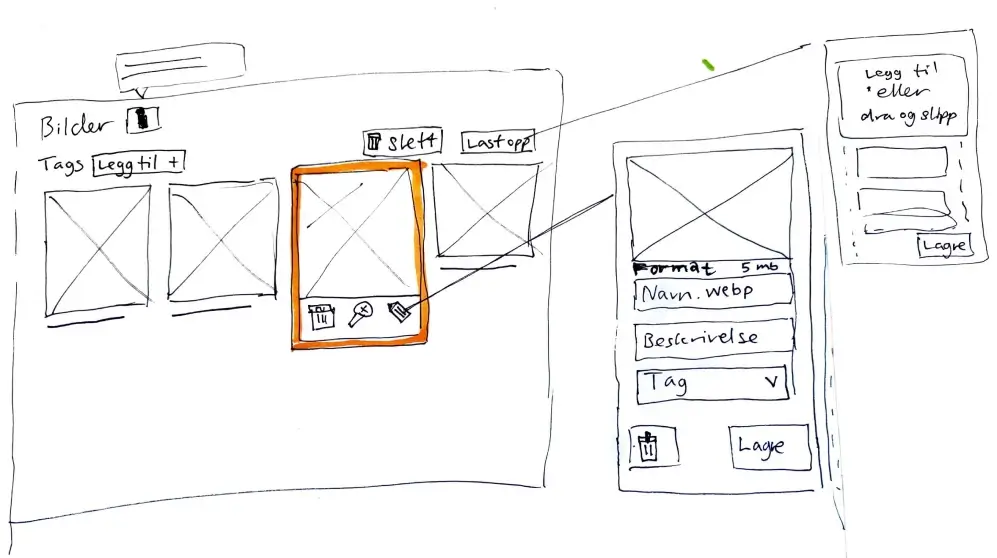 Bilder
Slett
Last opp
Tags Legg til +
Format 5 mb
Navn.webp
Beskrivelse
Tag
Lagre
Legg til
eller
dra og slipp
Lagre